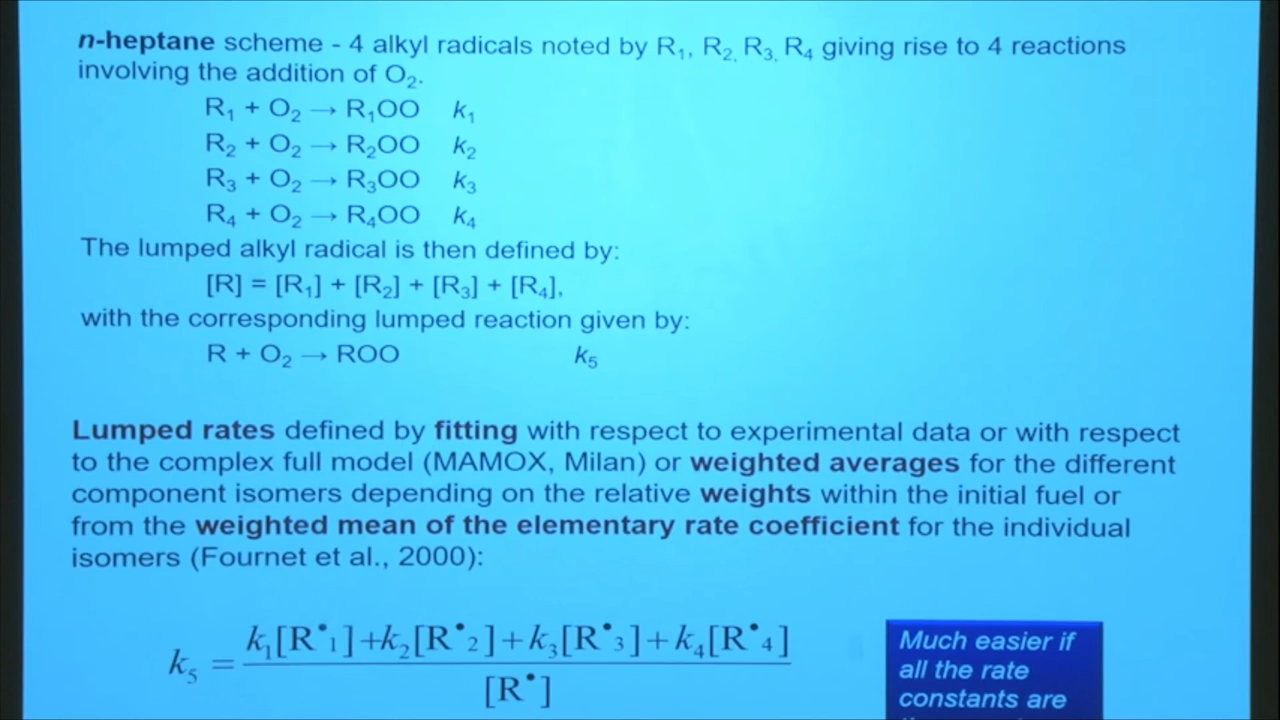 n-heptane scheme - 4 alkyl radicals noted by R₁, R₂, R₃, R₄ giving rise to 4 reactions
involving the addition of O₂.
R₁ + O₂ → R₁OO k₁
R₂ + O₂ → R₂OO k₂
R₃ + O₂ → R₃OO k₃
R₄ + O₂ → R₄OO k₄
The lumped alkyl radical is then defined by:
[R] = [R₁] + [R₂] + [R₃] + [R₄],
with the corresponding lumped reaction given by:
R + O₂ → ROO k₅
Lumped rates defined by fitting with respect to experimental data or with respect
to the complex full model (MAMOX, Milan) or weighted averages for the different
component isomers depending on the relative weights within the initial fuel or
from the weighted mean of the elementary rate coefficient for the individual
isomers (Fournet et al., 2000):
k₅ = (k₁[R•₁]+k₂[R•₂]+k₃[R•₃]+k₄[R•₄]) / [R•]
Much easier if
all the rate
constants are